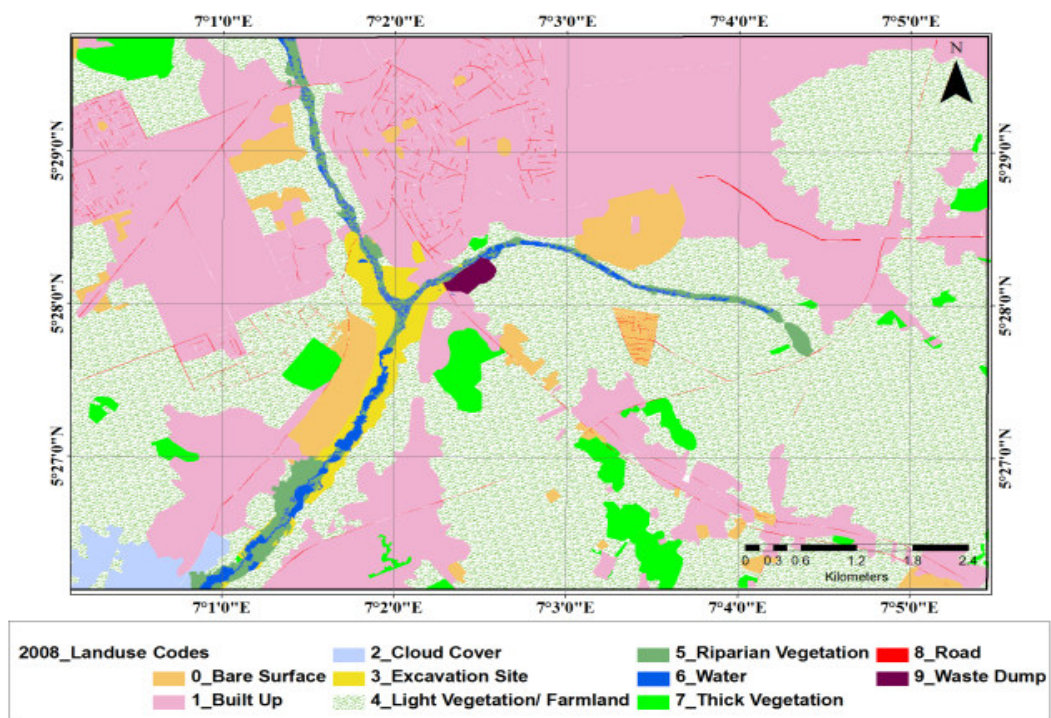 7°1'0"E 7°2'0"E 7°3'0"E 7°4'0"E 7°5'0"E
N
5°29'0"N 5°29'0"N
5°28'0"N 5°28'0"N
5°27'0"N 5°27'0"N
0 0.3 0.6 1.2 1.8 2.4
Kilometers
7°1'0"E 7°2'0"E 7°3'0"E 7°4'0"E 7°5'0"E
2008_Landuse Codes 2_Cloud Cover 5_Riparian Vegetation 8_Road
0_Bare Surface 3_Excavation Site 6_Water 9_Waste Dump
1_Built Up 4_Light Vegetation/ Farmland 7_Thick Vegetation